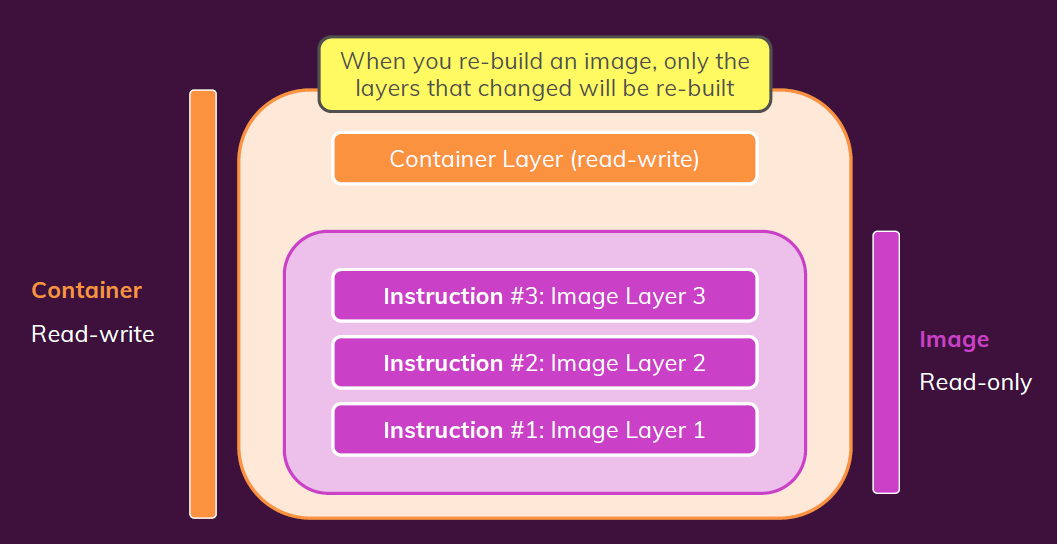 When you re-build an image, only the
layers that changed will be re-built
Container Layer (read-write)
Instruction #3: Image Layer 3
Instruction #2: Image Layer 2
Instruction #1: Image Layer 1
Container
Read-write
Image
Read-only